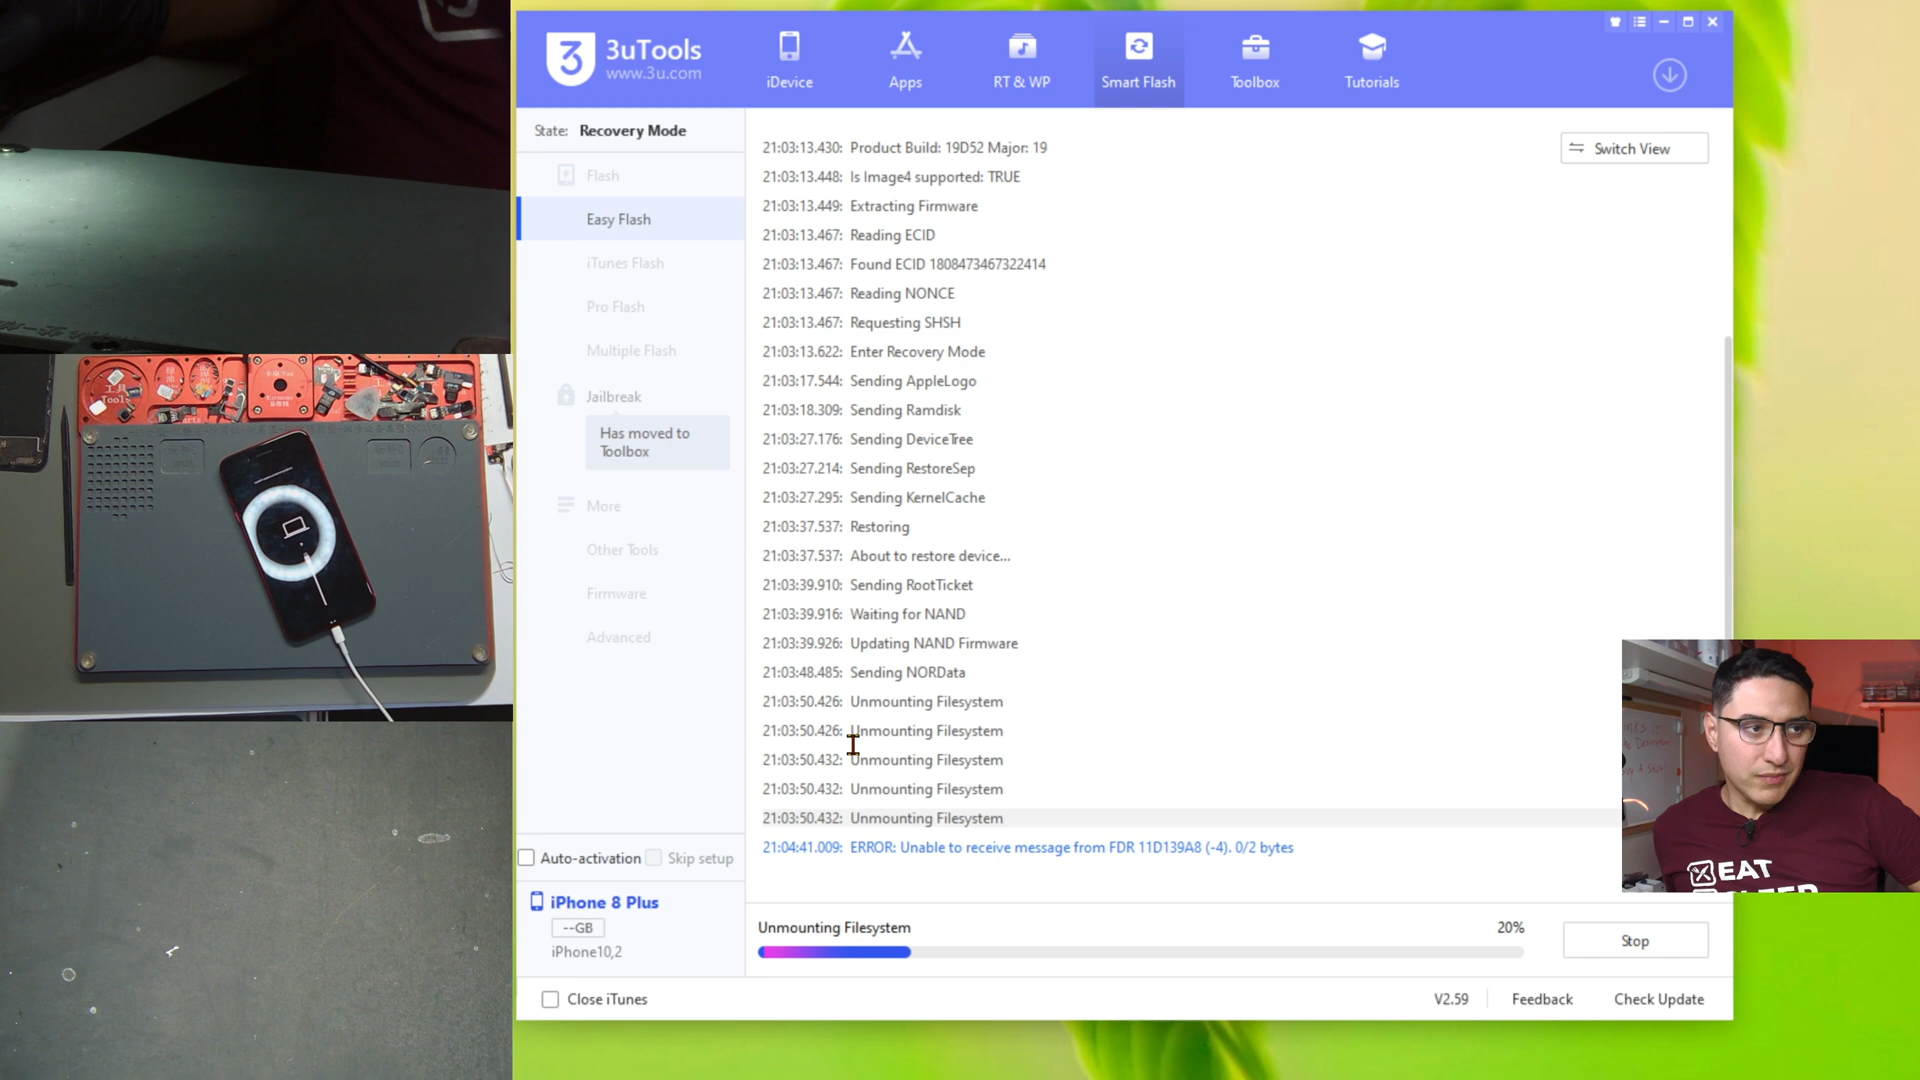 3 3uTools
www.3u.com
iDevice
Apps
RT & WP
Smart Flash
Toolbox
Tutorials
State: Recovery Mode
Flash
Easy Flash
iTunes Flash
Pro Flash
Multiple Flash
Jailbreak
Has moved to
Toolbox
More
Other Tools
Firmware
Advanced
Auto-activation Skip setup
iPhone 8 Plus
--GB
iPhone10,2
Switch View
21:03:13.430: Product Build: 19D52 Major: 19
21:03:13.448: Is Image4 supported: TRUE
21:03:13.449: Extracting Firmware
21:03:13.467: Reading ECID
21:03:13.467: Found ECID 1808473467322414
21:03:13.467: Reading NONCE
21:03:13.467: Requesting SHSH
21:03:13.622: Enter Recovery Mode
21:03:17.544: Sending AppleLogo
21:03:18.309: Sending Ramdisk
21:03:27.176: Sending DeviceTree
21:03:27.214: Sending RestoreSep
21:03:27.295: Sending KernelCache
21:03:37.537: Restoring
21:03:37.537: About to restore device...
21:03:39.910: Sending RootTicket
21:03:39.916: Waiting for NAND
21:03:39.926: Updating NAND Firmware
21:03:48.485: Sending NORData
21:03:50.426: Unmounting Filesystem
21:03:50.426: Unmounting Filesystem
21:03:50.432: Unmounting Filesystem
21:03:50.432: Unmounting Filesystem
21:03:50.432: Unmounting Filesystem
21:04:41.009: ERROR: Unable to receive message from FDR 11D139A8 (-4). 0/2 bytes
Unmounting Filesystem 20%
Stop
Close iTunes
V2.59
Feedback
Check Update
工具
Tools
EAT
SLEEP